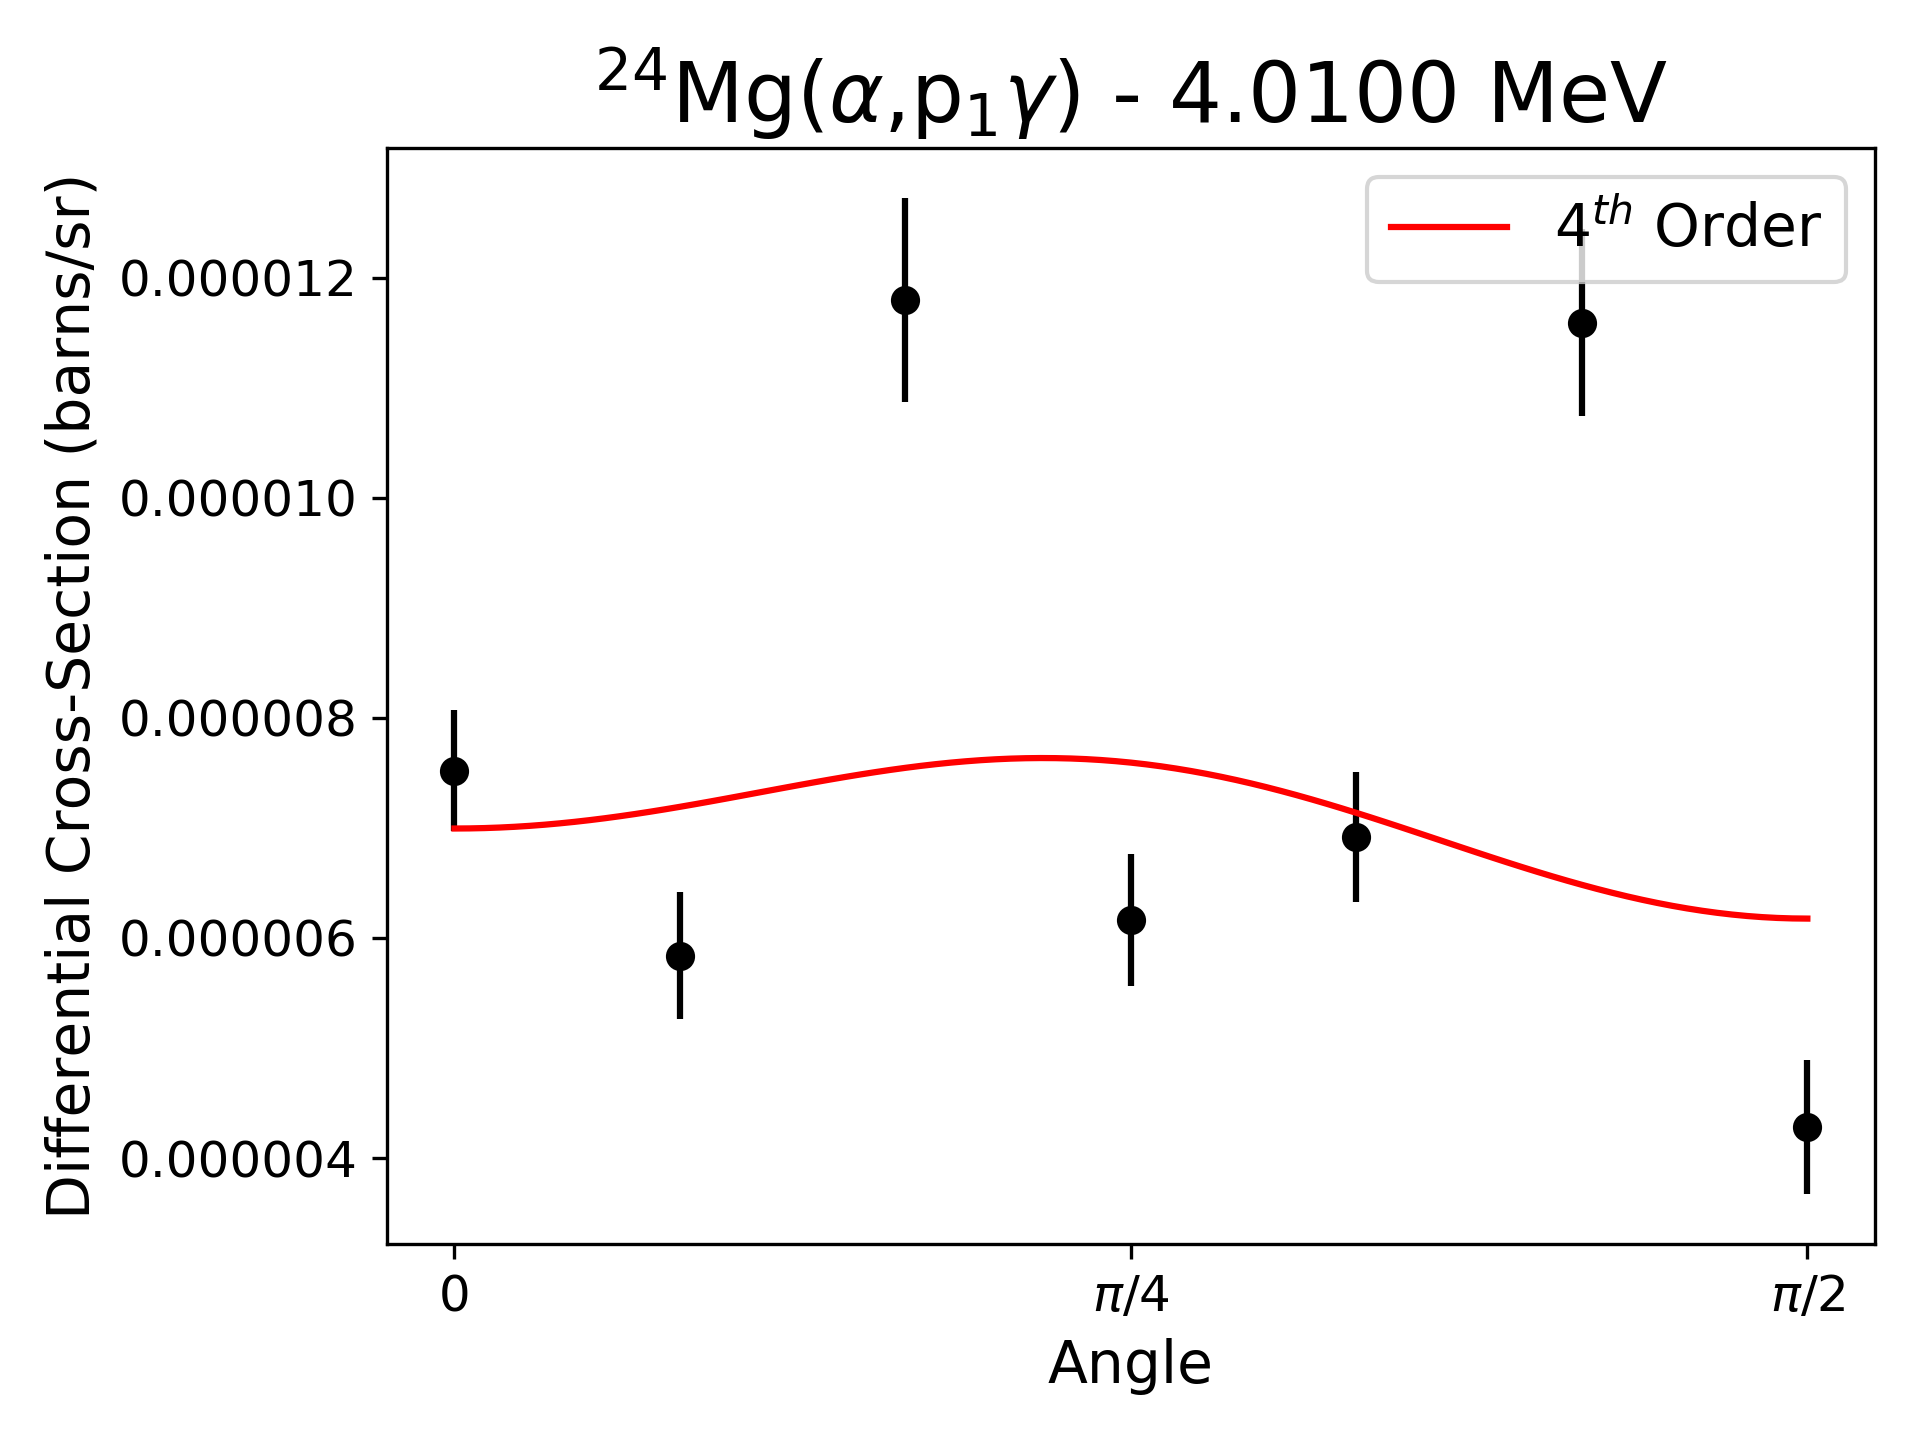 ²⁴Mg(α,p₁γ) - 4.0100 MeV
4ᵗʰ Order
Differential Cross-Section (barns/sr)
0.000012
0.000010
0.000008
0.000006
0.000004
0 π/4 π/2
Angle